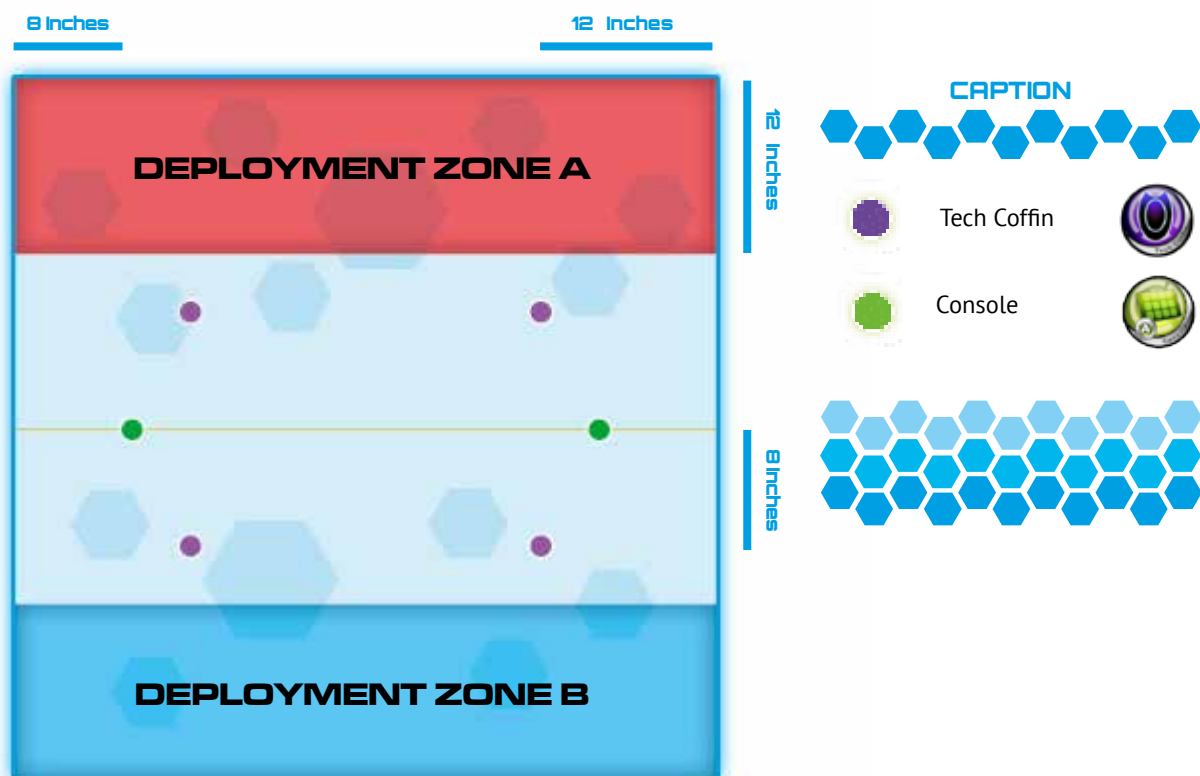 8 Inches
12 Inches
DEPLOYMENT ZONE A
12 Inches
CAPTION
Tech Coffin
Console
A
8 Inches
DEPLOYMENT ZONE B